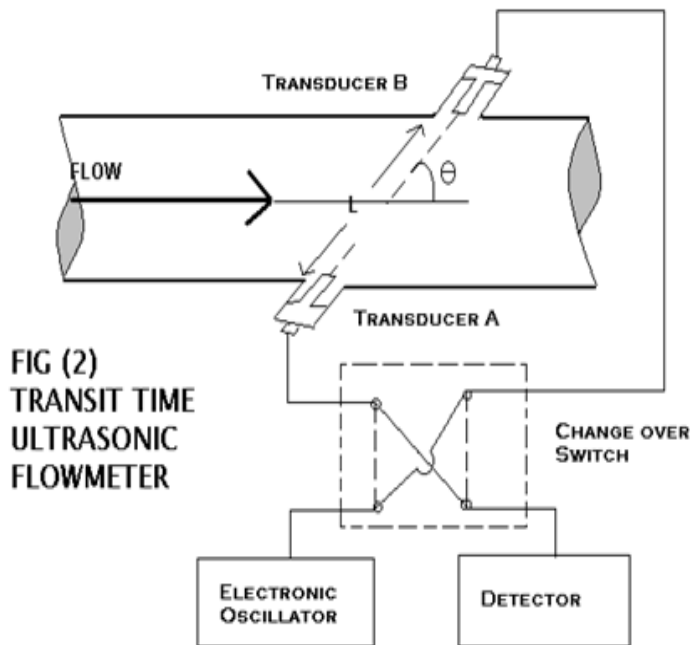 TRANSDUCER B
FLOW
θ
L
TRANSDUCER A
FIG (2)
TRANSIT TIME
ULTRASONIC
FLOWMETER
CHANGE OVER
SWITCH
ELECTRONIC
OSCILLATOR
DETECTOR